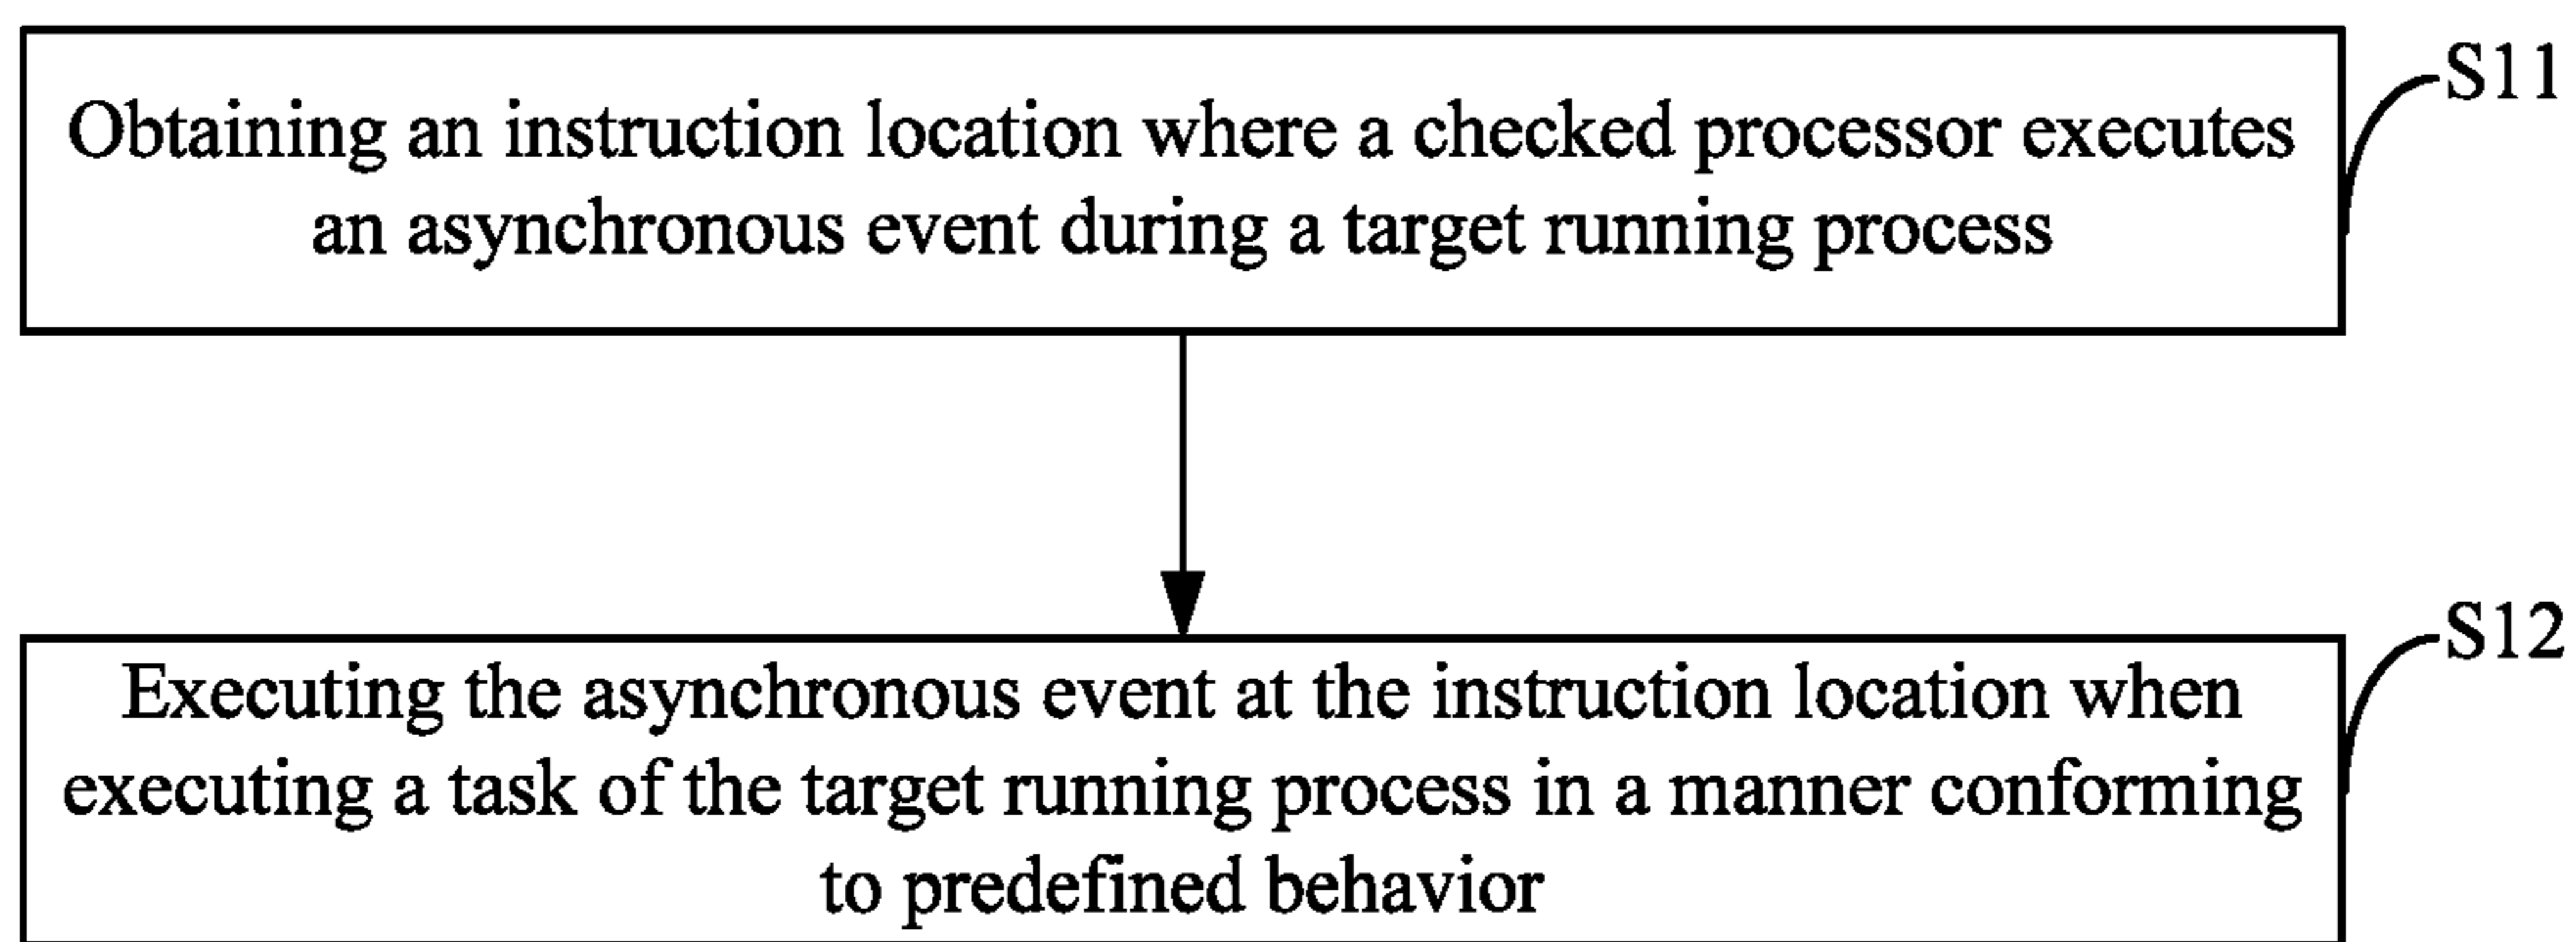 Obtaining an instruction location where a checked processor executes
an asynchronous event during a target running process
S11
Executing the asynchronous event at the instruction location when
executing a task of the target running process in a manner conforming
to predefined behavior
S12